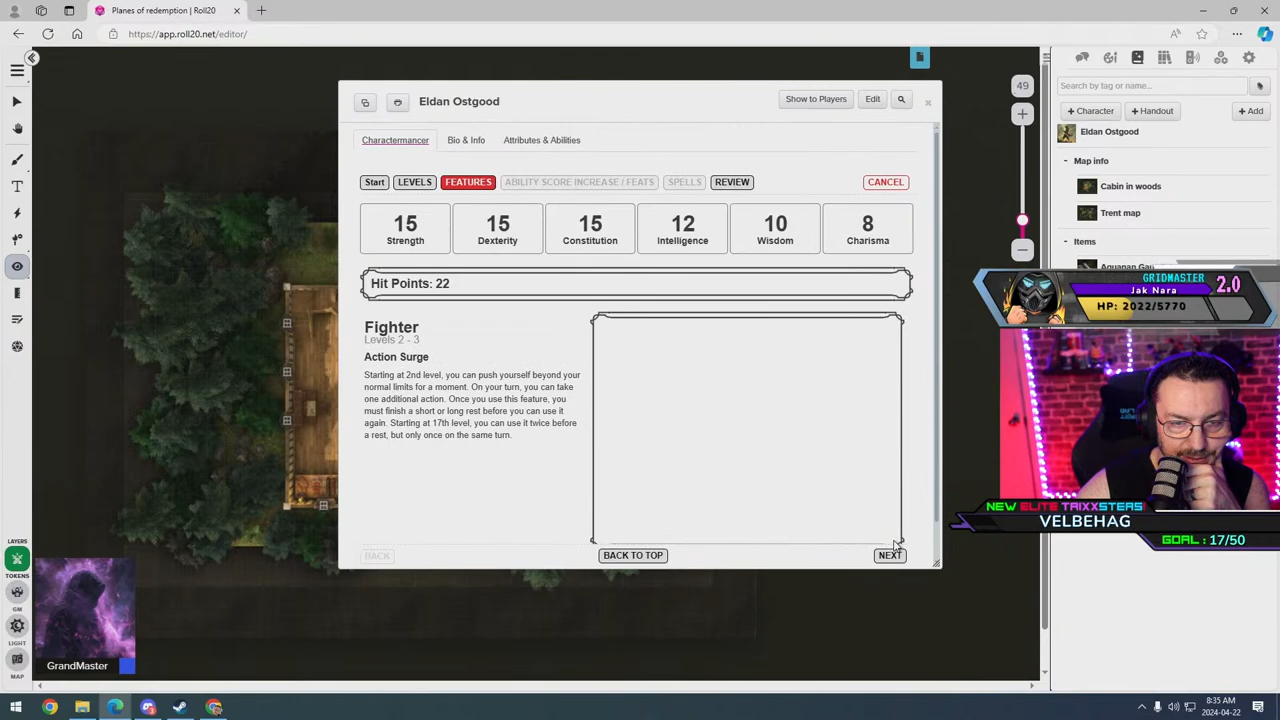 Planes of redemption | Roll20
https://app.roll20.net/editor/
Eldan Ostgood
Show to Players
Edit
Charactermancer
Bio & Info
Attributes & Abilities
Start
LEVELS
FEATURES
ABILITY SCORE INCREASE / FEATS
SPELLS
REVIEW
CANCEL
15
Strength
15
Dexterity
15
Constitution
12
Intelligence
10
Wisdom
8
Charisma
Hit Points: 22
Fighter
Levels 2 - 3
Action Surge
Starting at 2nd level, you can push yourself beyond your
normal limits for a moment. On your turn, you can take
one additional action. Once you use this feature, you
must finish a short or long rest before you can use it
again. Starting at 17th level, you can use it twice before
a rest, but only once on the same turn.
BACK
BACK TO TOP
NEXT
49
Search by tag or name...
+ Character
+ Handout
+ Add
Eldan Ostgood
Map info
Cabin in woods
Trent map
Items
GRIDMASTER
2.0
Jak Nara
HP: 2022/5770
NEW ELITE TRIXXSTERS!
VELBEHAG
GOAL : 17/50
LAYERS
TOKENS
GM
LIGHT
MAP
GrandMaster
8:35 AM
2024-04-22